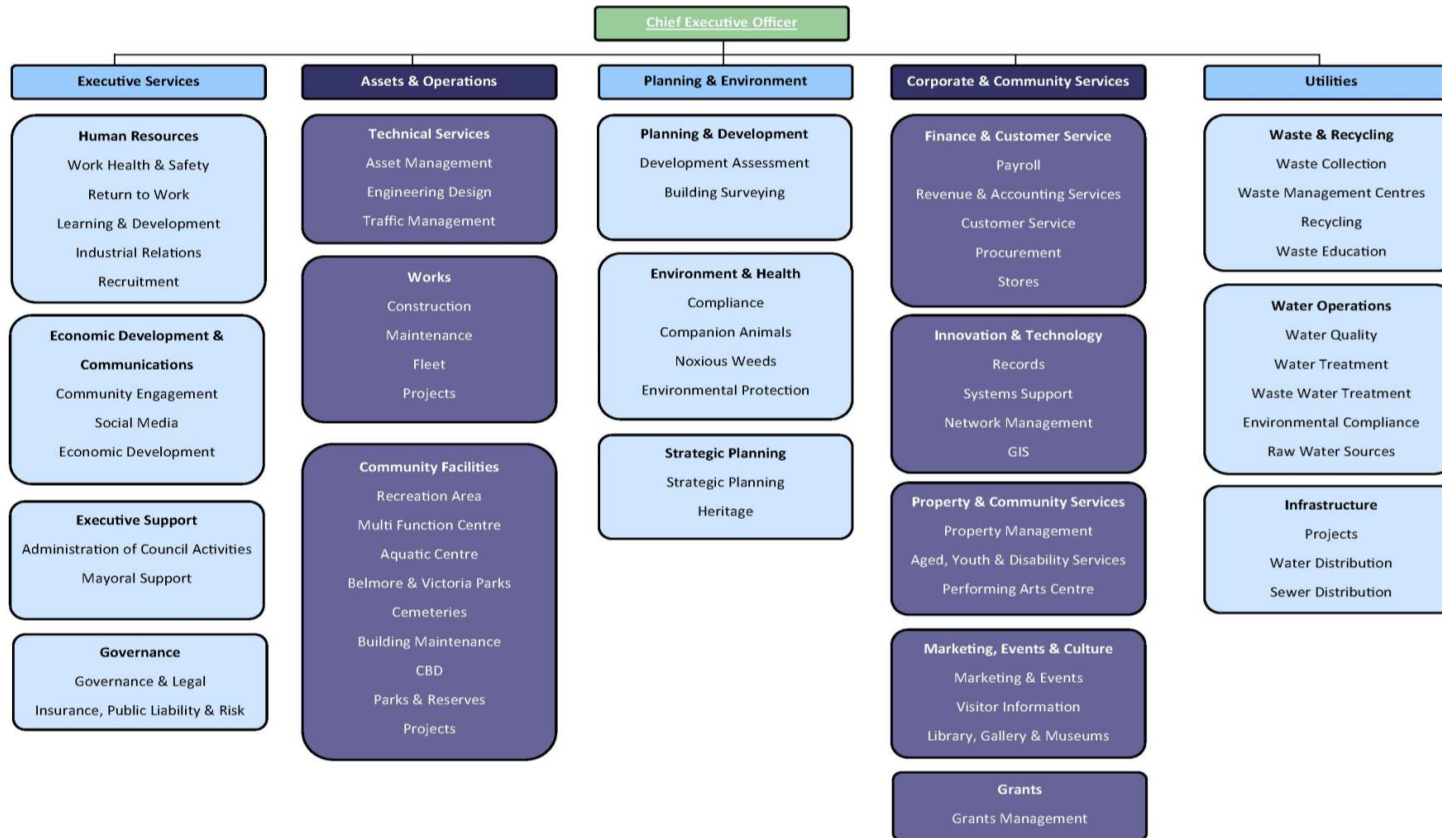 Chief Executive Officer
Executive Services
Human Resources
Work Health & Safety
Return to Work
Learning & Development
Industrial Relations
Recruitment
Economic Development &
Communications
Community Engagement
Social Media
Economic Development
Executive Support
Administration of Council Activities
Mayoral Support
Governance
Governance & Legal
Insurance, Public Liability & Risk
Assets & Operations
Technical Services
Asset Management
Engineering Design
Traffic Management
Works
Construction
Maintenance
Fleet
Projects
Community Facilities
Recreation Area
Multi Function Centre
Aquatic Centre
Belmore & Victoria Parks
Cemeteries
Building Maintenance
CBD
Parks & Reserves
Projects
Planning & Environment
Planning & Development
Development Assessment
Building Surveying
Environment & Health
Compliance
Companion Animals
Noxious Weeds
Environmental Protection
Strategic Planning
Strategic Planning
Heritage
Corporate & Community Services
Finance & Customer Service
Payroll
Revenue & Accounting Services
Customer Service
Procurement
Stores
Innovation & Technology
Records
Systems Support
Network Management
GIS
Property & Community Services
Property Management
Aged, Youth & Disability Services
Performing Arts Centre
Marketing, Events & Culture
Marketing & Events
Visitor Information
Library, Gallery & Museums
Grants
Grants Management
Utilities
Waste & Recycling
Waste Collection
Waste Management Centres
Recycling
Waste Education
Water Operations
Water Quality
Water Treatment
Waste Water Treatment
Environmental Compliance
Raw Water Sources
Infrastructure
Projects
Water Distribution
Sewer Distribution